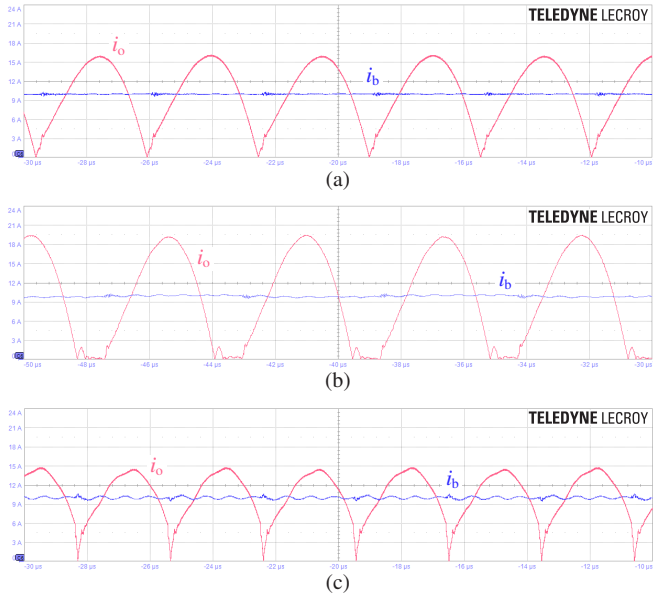 TELEDYNE LECROY
24 A
21 A
18 A
15 A
12 A
9 A
6 A
3 A
io
ib
-30 µs
-28 µs
-26 µs
-24 µs
-22 µs
-20 µs
-18 µs
-16 µs
-14 µs
-12 µs
-10 µs
(a)
TELEDYNE LECROY
24 A
21 A
18 A
15 A
12 A
9 A
6 A
3 A
io
ib
-48 µs
-46 µs
-44 µs
-42 µs
-40 µs
-38 µs
-36 µs
-34 µs
-32 µs
-30 µs
(b)
TELEDYNE LECROY
24 A
21 A
18 A
15 A
12 A
9 A
6 A
3 A
io
ib
-30 µs
-28 µs
-26 µs
-24 µs
-22 µs
-20 µs
-18 µs
-16 µs
-14 µs
-12 µs
-10 µs
(c)